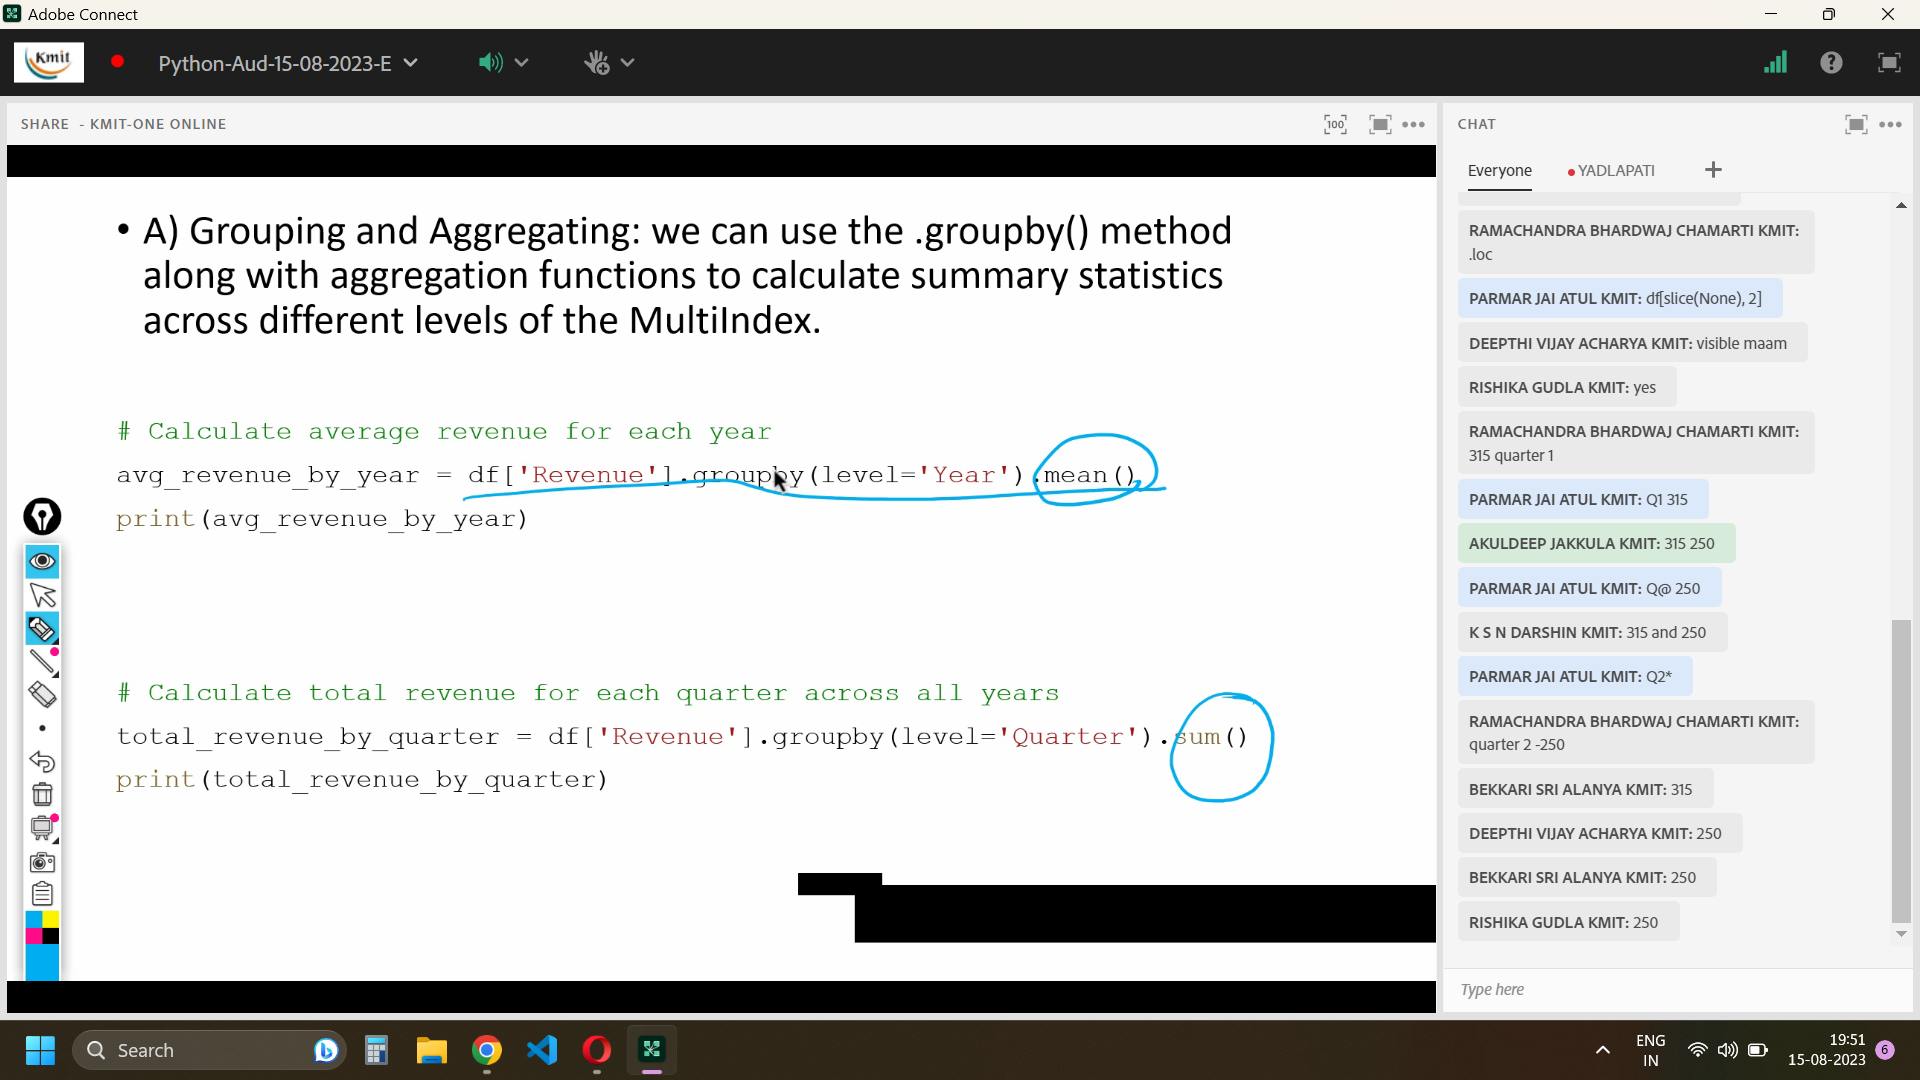 Adobe Connect
Kmit
Python-Aud-15-08-2023-E
SHARE - KMIT-ONE ONLINE
100
• A) Grouping and Aggregating: we can use the .groupby() method
along with aggregation functions to calculate summary statistics
across different levels of the MultiIndex.
# Calculate average revenue for each year
avg_revenue_by_year = df['Revenue'].groupby(level='Year').mean()
print(avg_revenue_by_year)
# Calculate total revenue for each quarter across all years
total_revenue_by_quarter = df['Revenue'].groupby(level='Quarter').sum()
print(total_revenue_by_quarter)
CHAT
Everyone
YADLAPATI
RAMACHANDRA BHARDWAJ CHAMARTI KMIT:
.loc
PARMAR JAI ATUL KMIT: df[slice(None), 2]
DEEPTHI VIJAY ACHARYA KMIT: visible maam
RISHIKA GUDLA KMIT: yes
RAMACHANDRA BHARDWAJ CHAMARTI KMIT:
315 quarter 1
PARMAR JAI ATUL KMIT: Q1 315
AKULDEEP JAKKULA KMIT: 315 250
PARMAR JAI ATUL KMIT: Q@ 250
K S N DARSHIN KMIT: 315 and 250
PARMAR JAI ATUL KMIT: Q2*
RAMACHANDRA BHARDWAJ CHAMARTI KMIT:
quarter 2 -250
BEKKARI SRI ALANYA KMIT: 315
DEEPTHI VIJAY ACHARYA KMIT: 250
BEKKARI SRI ALANYA KMIT: 250
RISHIKA GUDLA KMIT: 250
Type here
Search
ENG
IN
19:51
15-08-2023
6